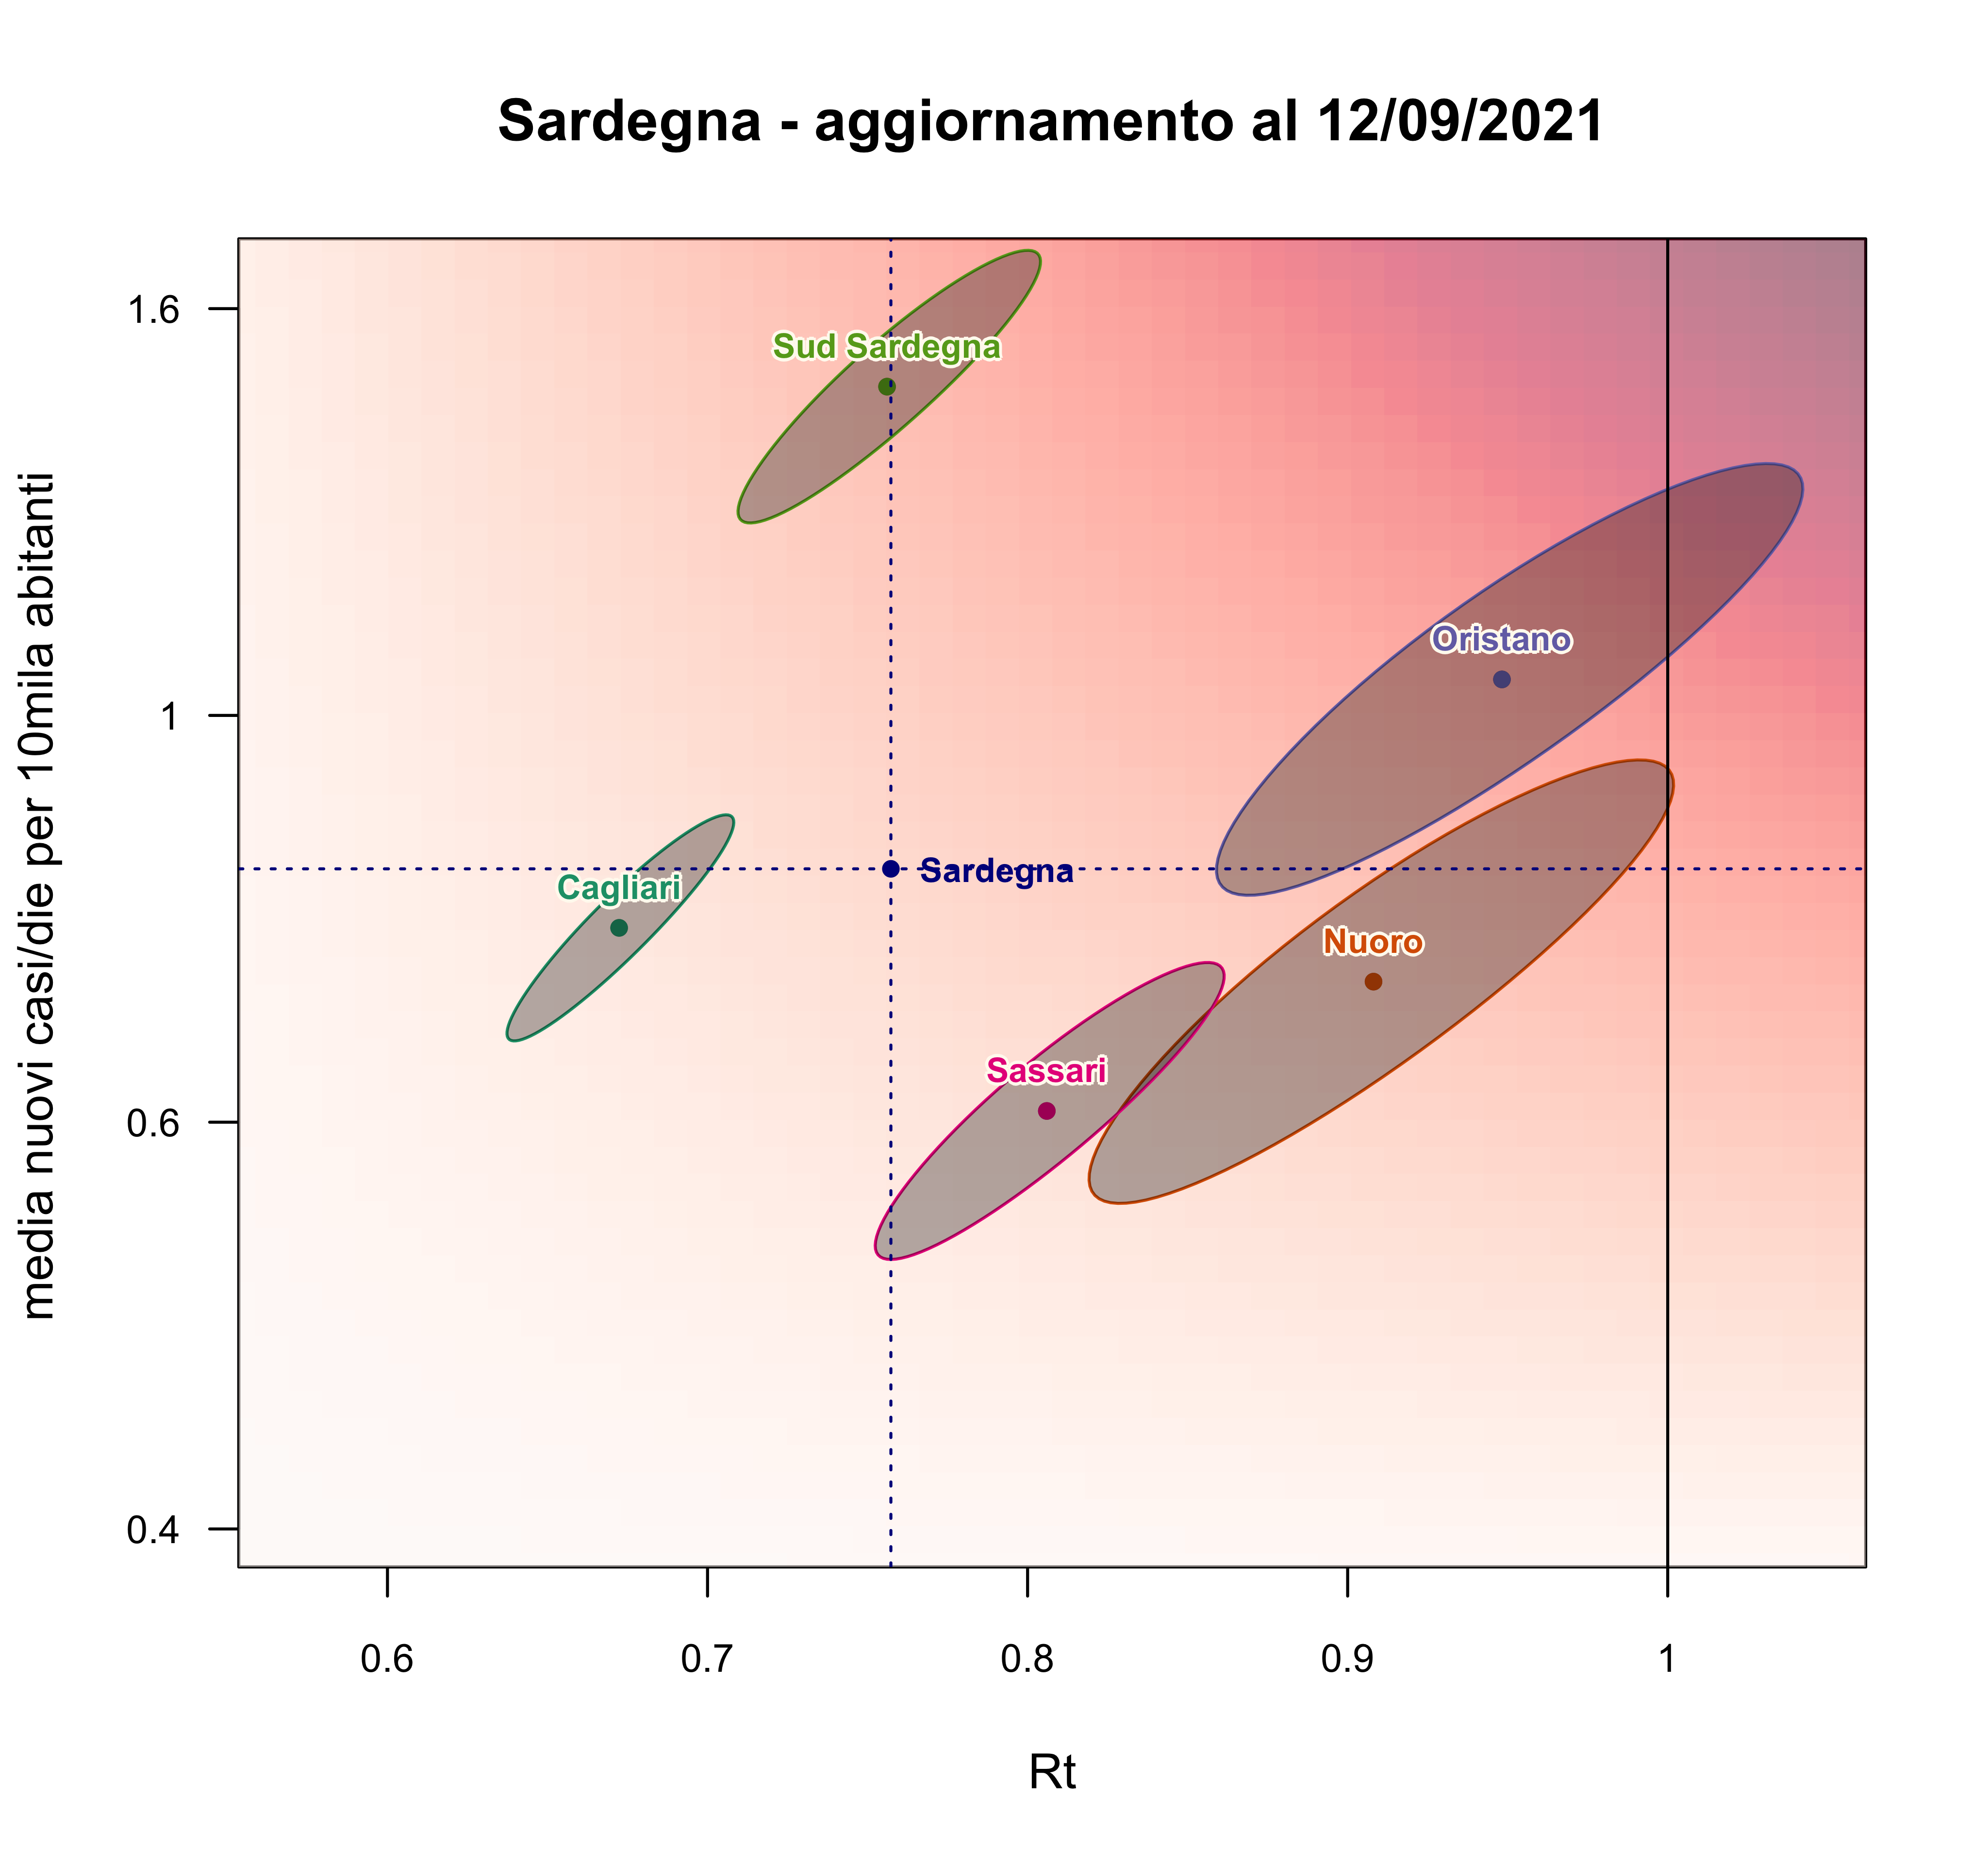 Sardegna - aggiornamento al 12/09/2021
media nuovi casi/die per 10mila abitanti
1.6
1
0.6
0.4
Sud Sardegna
Oristano
Sardegna
Cagliari
Nuoro
Sassari
0.6 0.7 0.8 0.9 1
Rt